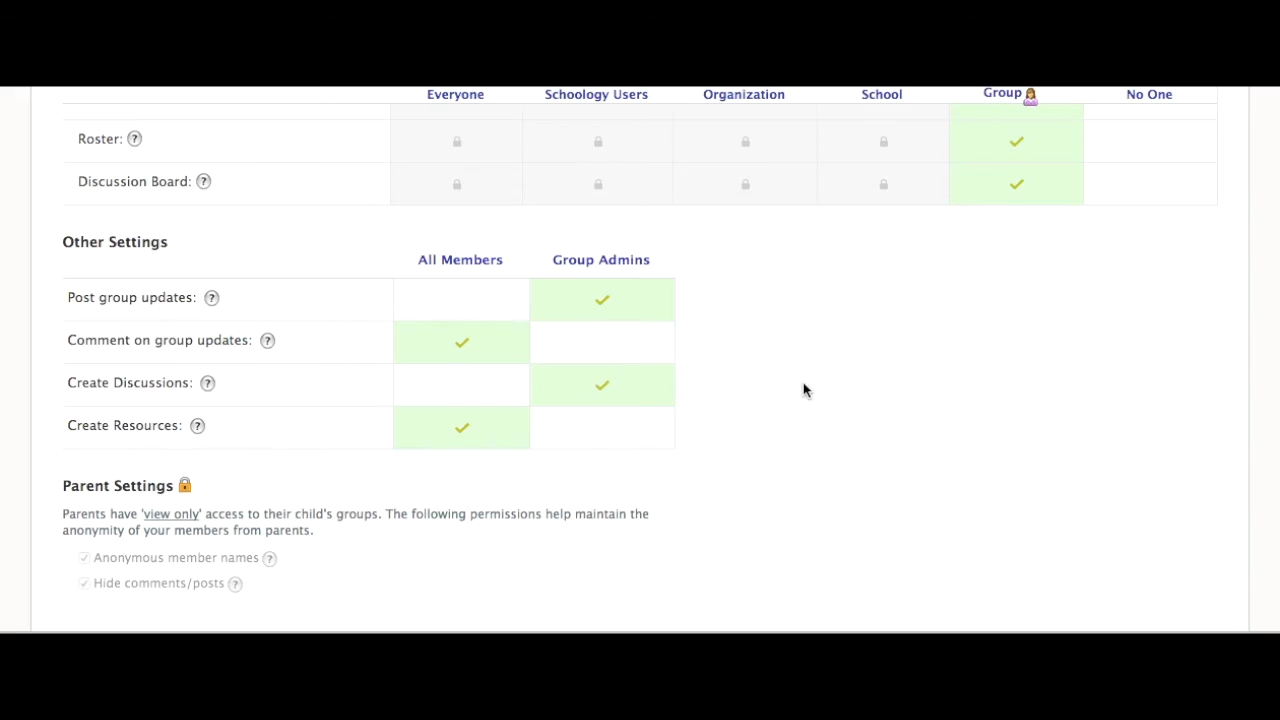 Everyone Schoology Users Organization School Group No One
Roster: ?
Discussion Board: ?
Other Settings
All Members Group Admins
Post group updates: ?
Comment on group updates: ?
Create Discussions: ?
Create Resources: ?
Parent Settings
Parents have 'view only' access to their child's groups. The following permissions help maintain the
anonymity of your members from parents.
Anonymous member names ?
Hide comments/posts ?